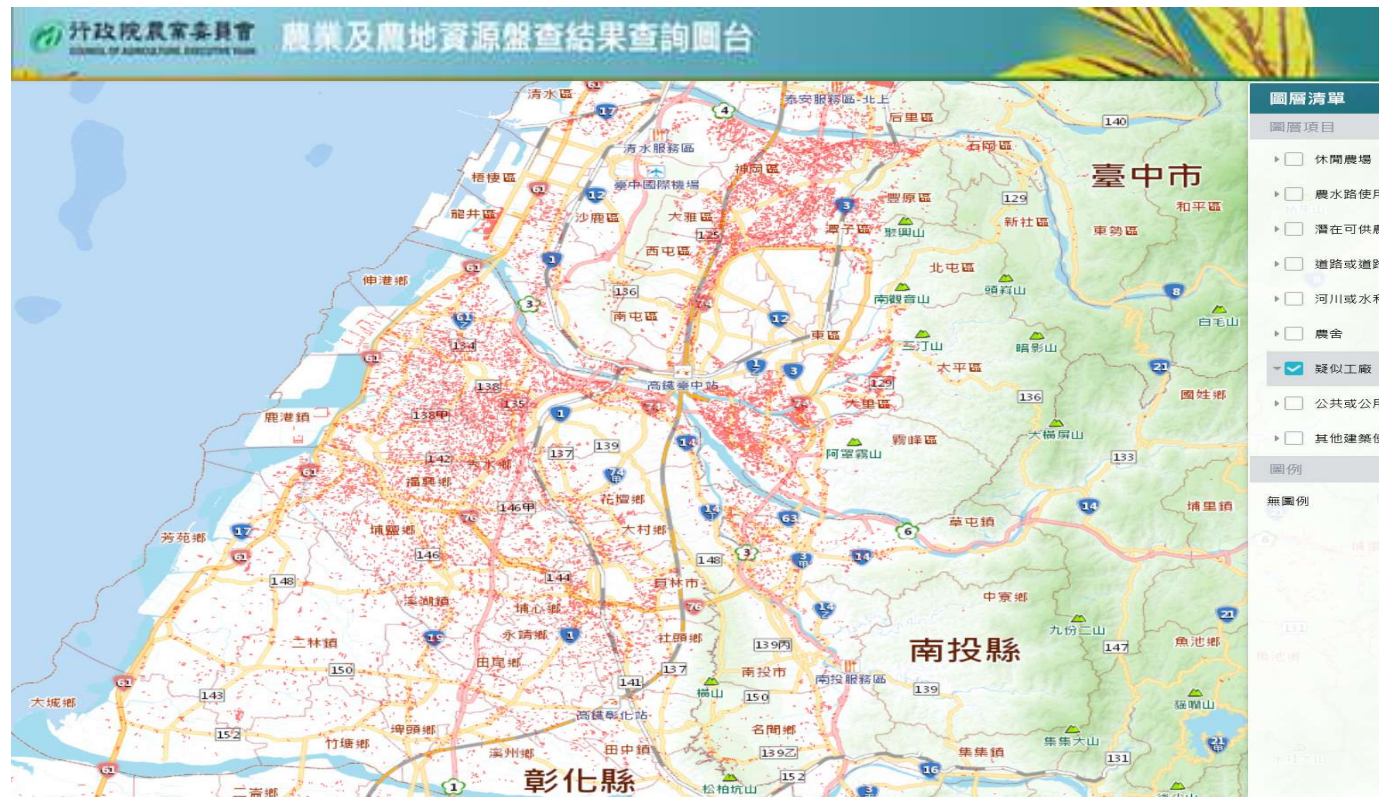 行政院農業委員會
COUNCIL OF AGRICULTURE, EXECUTIVE YUAN
農業及農地資源盤查結果查詢圖台
圖層清單
圖層項目
休閒農場
農水路使用
潛在可供農
道路或道路
河川或水利
農舍
疑似工廠
公共或公用
其他建築使
圖例
無圖例
清水區
61
17
4
泰安服務區-北上
后里區
140
清水服務區
石岡區
臺中市
梧棲區
61
臺中國際機場
神岡區
12
豐原區
129
和平區
龍井區
沙鹿區
大雅區
3
潭子區
聚興山
新社區
東勢區
125
西屯區
1
北屯區
伸港鄉
61
136
74
南觀音山
頭嵙山
8
3
南屯區
12
白毛山
134
東區
三汀山
暗影山
61
大平區
21
138
高鐵臺中站
3
129
國姓鄉
135
大里區
136
鹿港鎮
138甲
74
1
大橫屏山
139
14
霧峰區
阿罩霧山
137
133
142
秀水鄉
61
74甲
福興鄉
花壇鄉
14
146甲
埔里鎮
17
76
63
草屯鎮
芳苑鄉
埔鹽鄉
大村鄉
6
61
146
3
14
148
148
3甲
144
員林市
中寮鄉
溪湖鎮
埔心鄉
76
21
九份二山
二林鎮
19
永靖鄉
1
社頭鄉
139丙
南投縣
147
魚池鄉
150
田尾鄉
137
南投市
南投服務區
61
141
橫山
139
大城鄉
143
150
貓囒山
高鐵彰化站
152
埤頭鄉
名間鄉
集集大山
21甲
竹塘鄉
溪州鄉
田中鎮
139乙
集集鎮
131
61
彰化縣
152
16
二崙鄉
1
松柏坑山
3